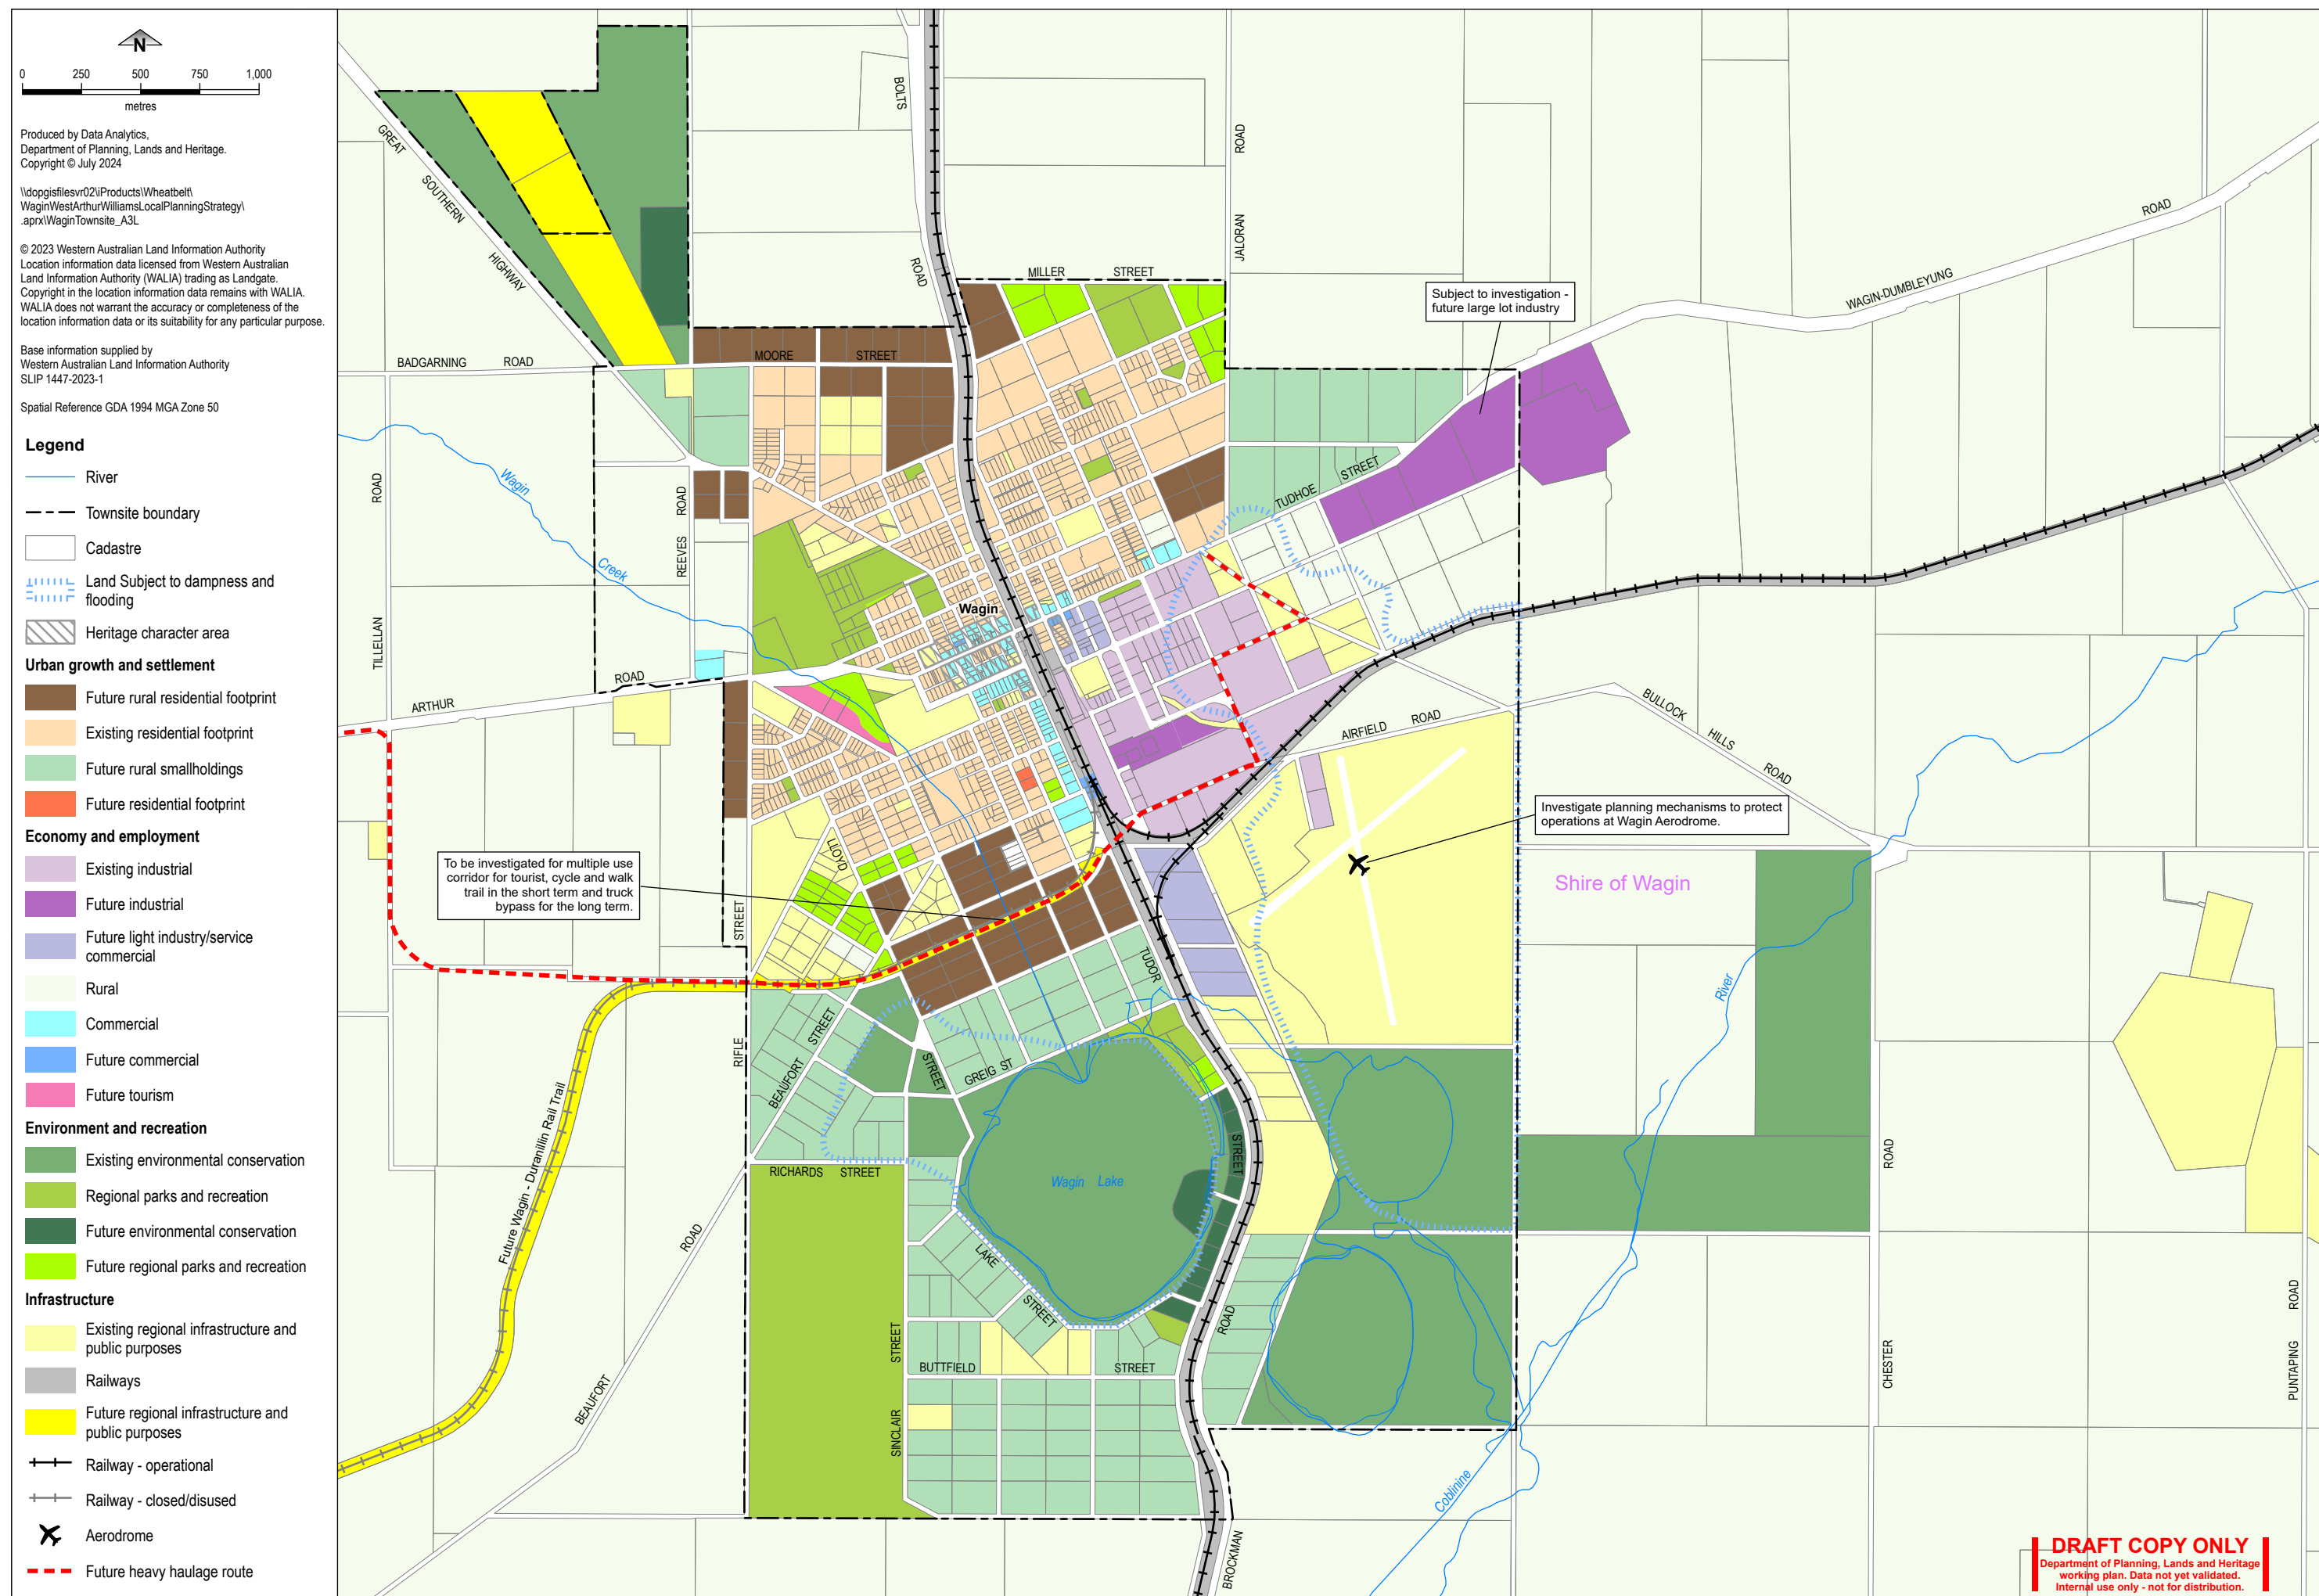 N
0 250 500 750 1,000
metres
Produced by Data Analytics,
Department of Planning, Lands and Heritage.
Copyright © July 2024
\\dopgisfilesvr02\iProducts\Wheatbelt\
WaginWestArthurWilliamsLocalPlanningStrategy\
.aprx\WaginTownsite_A3L
© 2023 Western Australian Land Information Authority
Location information data licensed from Western Australian
Land Information Authority (WALIA) trading as Landgate.
Copyright in the location information data remains with WALIA.
WALIA does not warrant the accuracy or completeness of the
location information data or its suitability for any particular purpose.
Base information supplied by
Western Australian Land Information Authority
SLIP 1447-2023-1
Spatial Reference GDA 1994 MGA Zone 50
Legend
River
Townsite boundary
Cadastre
Land Subject to dampness and
flooding
Heritage character area
Urban growth and settlement
Future rural residential footprint
Existing residential footprint
Future rural smallholdings
Future residential footprint
Economy and employment
Existing industrial
Future industrial
Future light industry/service
commercial
Rural
Commercial
Future commercial
Future tourism
Environment and recreation
Existing environmental conservation
Regional parks and recreation
Future environmental conservation
Future regional parks and recreation
Infrastructure
Existing regional infrastructure and
public purposes
Railways
Future regional infrastructure and
public purposes
Railway - operational
Railway - closed/disused
Aerodrome
Future heavy haulage route
GREAT
SOUTHERN
HIGHWAY
BOLTS
ROAD
JALORAN
ROAD
MILLER STREET
MOORE STREET
BADGARNING ROAD
Subject to investigation -
future large lot industry
WAGIN-DUMBLEYUNG
ROAD
TUDHOE STREET
Wagin
Creek
REEVES
ROAD
TILLELLAN
ROAD
ARTHUR
ROAD
Wagin
AIRFIELD ROAD
BULLOCK
HILLS
ROAD
Investigate planning mechanisms to protect
operations at Wagin Aerodrome.
Shire of Wagin
To be investigated for multiple use
corridor for tourist, cycle and walk
trail in the short term and truck
bypass for the long term.
LLOYD
STREET
RIFLE
STREET
TUDOR
STREET
BEAUFORT
STREET
GREIG ST
RICHARDS STREET
Wagin Lake
STREET
LAKE
STREET
BUTTFIELD STREET
SINCLAIR
STREET
ROAD
BROCKMAN
Future Wagin - Duranillin Rail Trail
BEAUFORT
ROAD
River
Coblinine
CHESTER
ROAD
PUNTAPING
ROAD
DRAFT COPY ONLY
Department of Planning, Lands and Heritage
working plan. Data not yet validated.
Internal use only - not for distribution.